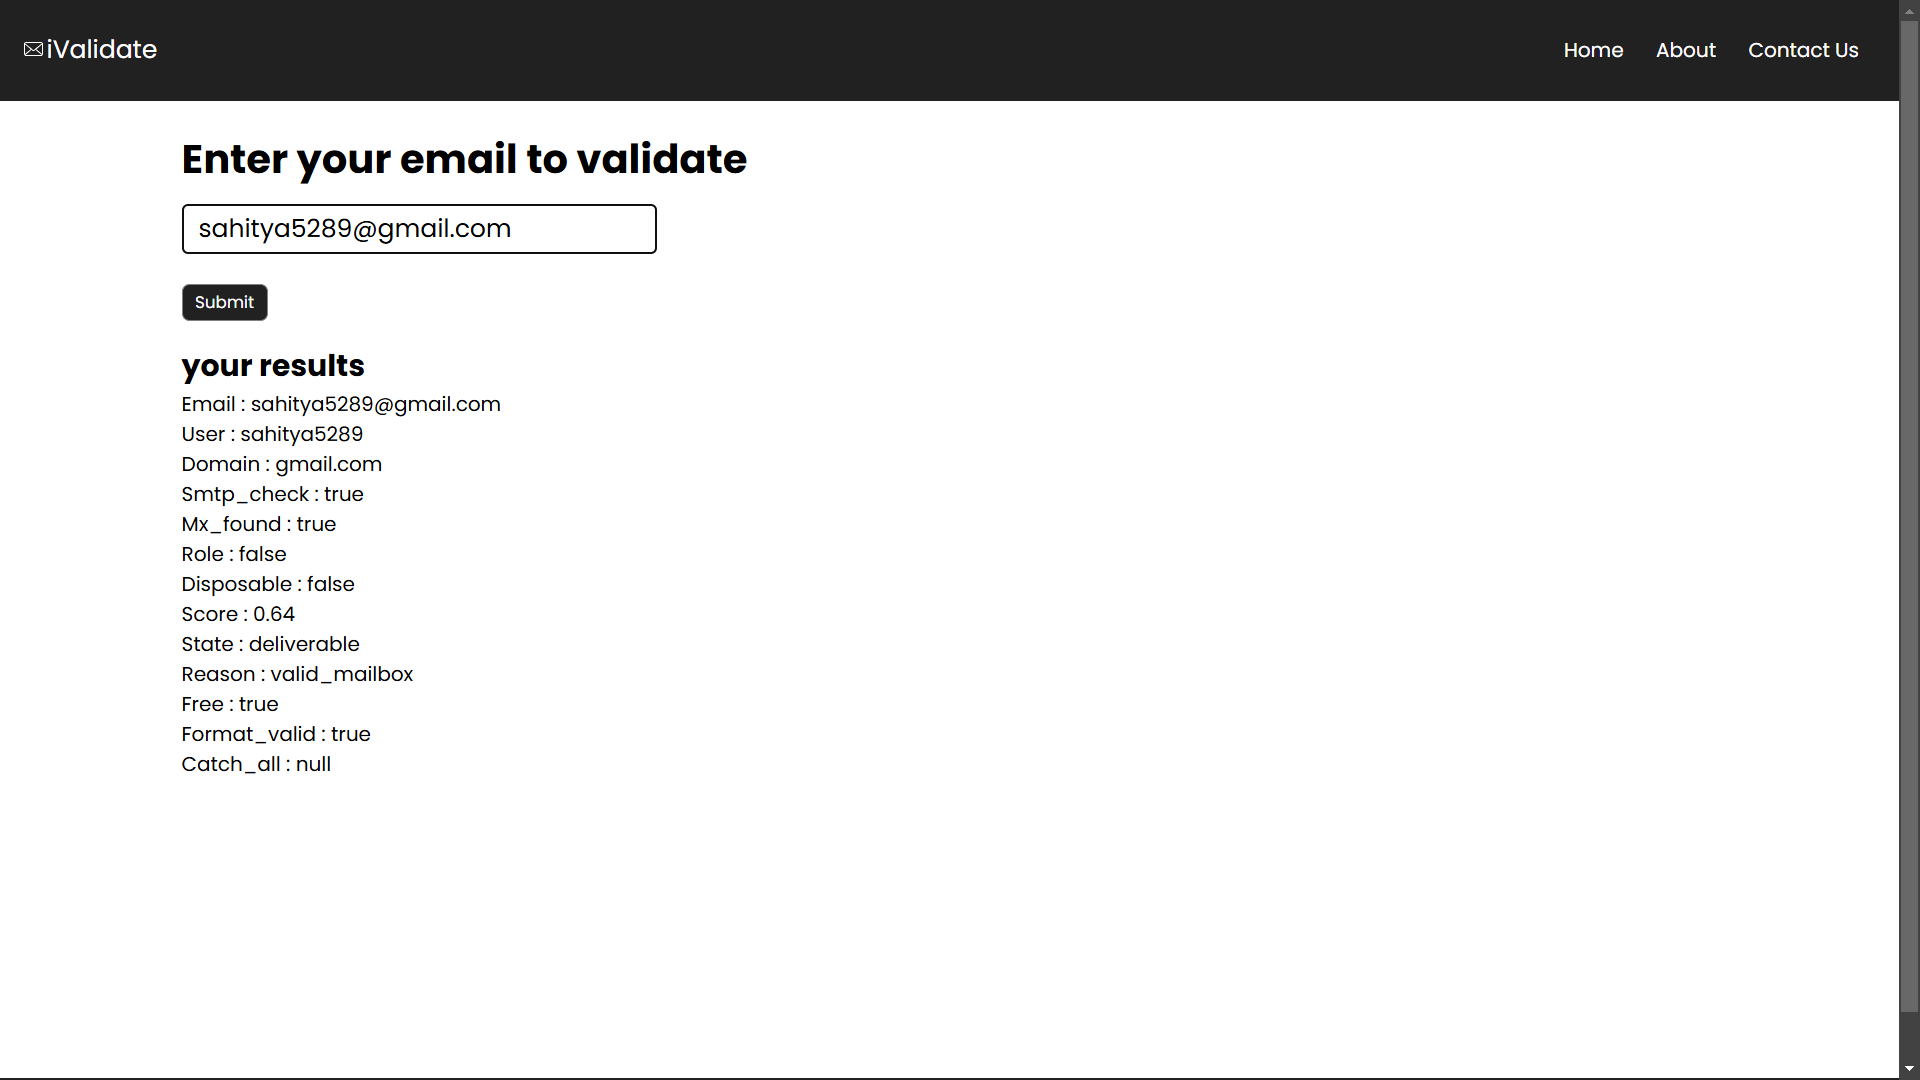 iValidate
Home About Contact Us
Enter your email to validate
sahitya5289@gmail.com
Submit
your results
Email : sahitya5289@gmail.com
User : sahitya5289
Domain : gmail.com
Smtp_check : true
Mx_found : true
Role : false
Disposable : false
Score : 0.64
State : deliverable
Reason : valid_mailbox
Free : true
Format_valid : true
Catch_all : null